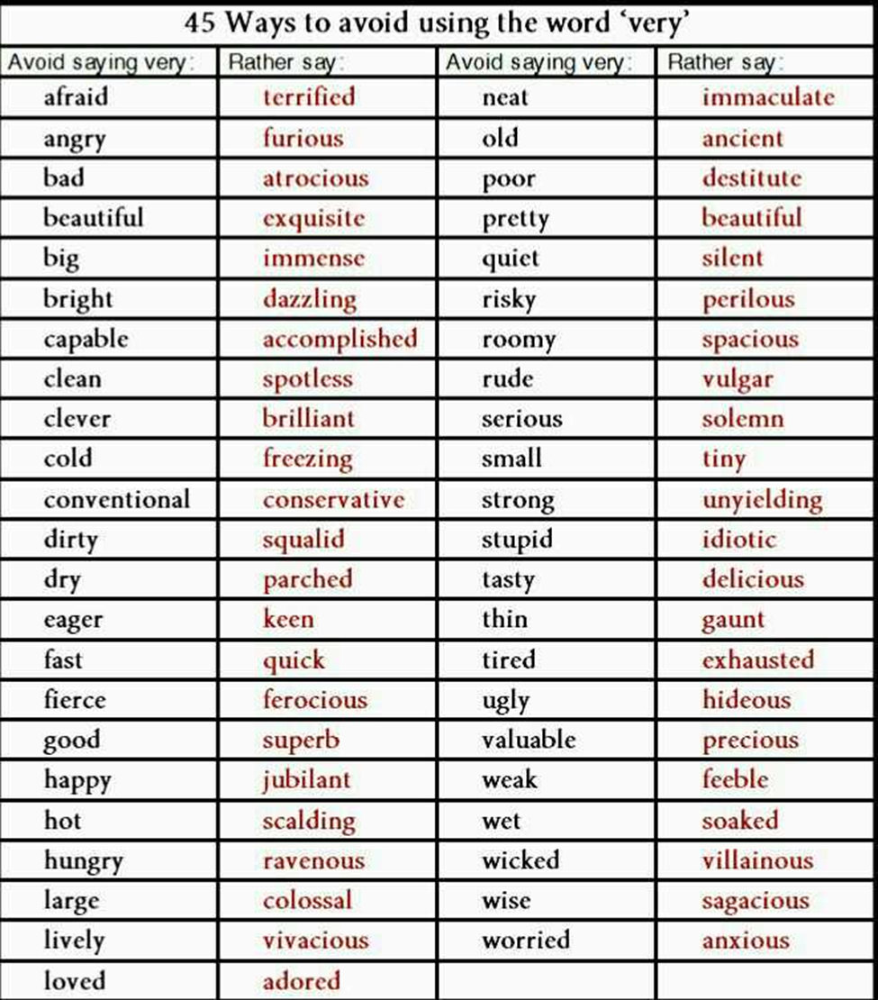 45 Ways to avoid using the word ‘very’
Avoid saying very: Rather say: Avoid saying very: Rather say:
afraid terrified neat immaculate
angry furious old ancient
bad atrocious poor destitute
beautiful exquisite pretty beautiful
big immense quiet silent
bright dazzling risky perilous
capable accomplished roomy spacious
clean spotless rude vulgar
clever brilliant serious solemn
cold freezing small tiny
conventional conservative strong unyielding
dirty squalid stupid idiotic
dry parched tasty delicious
eager keen thin gaunt
fast quick tired exhausted
fierce ferocious ugly hideous
good superb valuable precious
happy jubilant weak feeble
hot scalding wet soaked
hungry ravenous wicked villainous
large colossal wise sagacious
lively vivacious worried anxious
loved adored